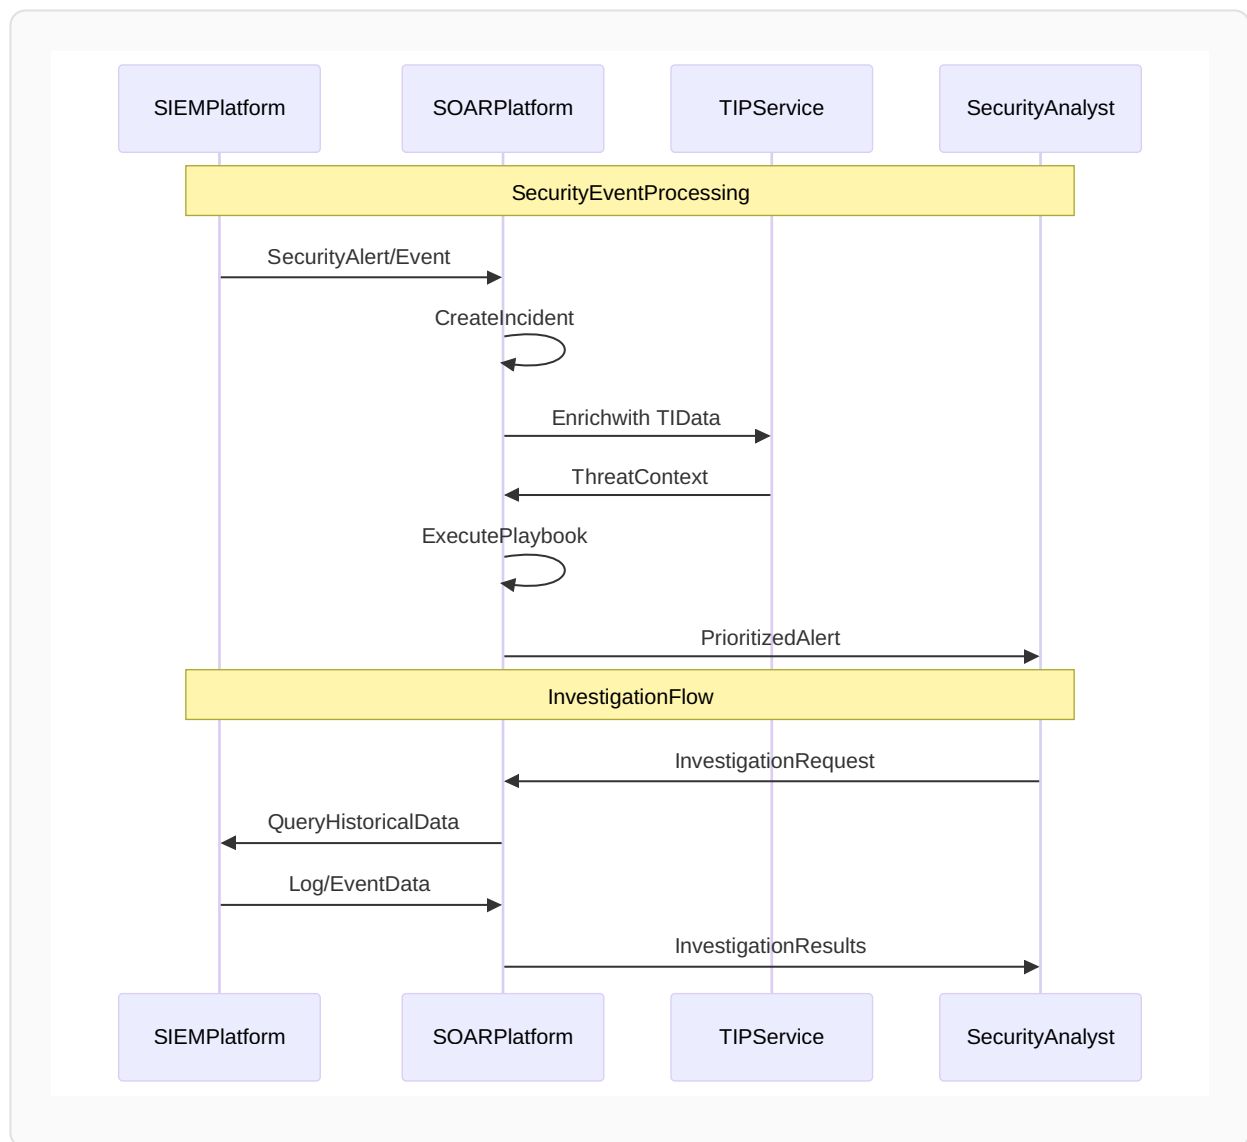 SIEMPlatform
SOARPlatform
TIPService
SecurityAnalyst
SecurityEventProcessing
SecurityAlert/Event
CreateIncident
Enrichwith TIData
ThreatContext
ExecutePlaybook
PrioritizedAlert
InvestigationFlow
InvestigationRequest
QueryHistoricalData
Log/EventData
InvestigationResults
SIEMPlatform
SOARPlatform
TIPService
SecurityAnalyst